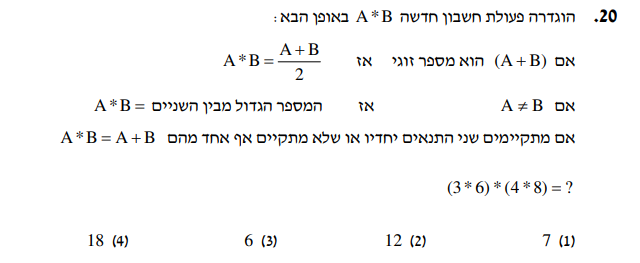 20. הוגדרה פעולת חשבון חדשה A * B באופן הבא:
אם (A + B) הוא מספר זוגי אז A * B = (A + B)/2
אם A ≠ B אז המספר הגדול מבין השניים A * B =
אם מתקיימים שני התנאים יחדיו או שלא מתקיים אף אחד מהם A * B = A + B
(3 * 6) * (4 * 8) = ?
(1) 7 (2) 12 (3) 6 (4) 18